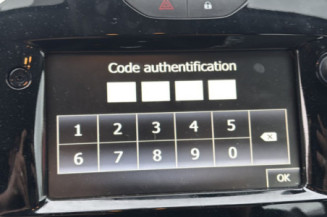 Code authentification
1 2 3 4 5
6 7 8 9 0
OK